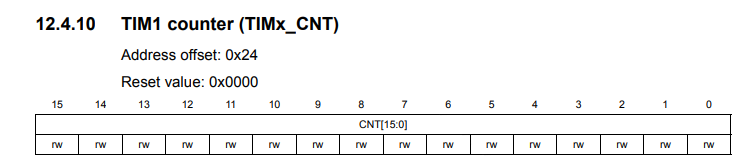 12.4.10 TIM1 counter (TIMx_CNT)
Address offset: 0x24
Reset value: 0x0000
15 14 13 12 11 10 9 8 7 6 5 4 3 2 1 0
CNT[15:0]
rw rw rw rw rw rw rw rw rw rw rw rw rw rw rw rw